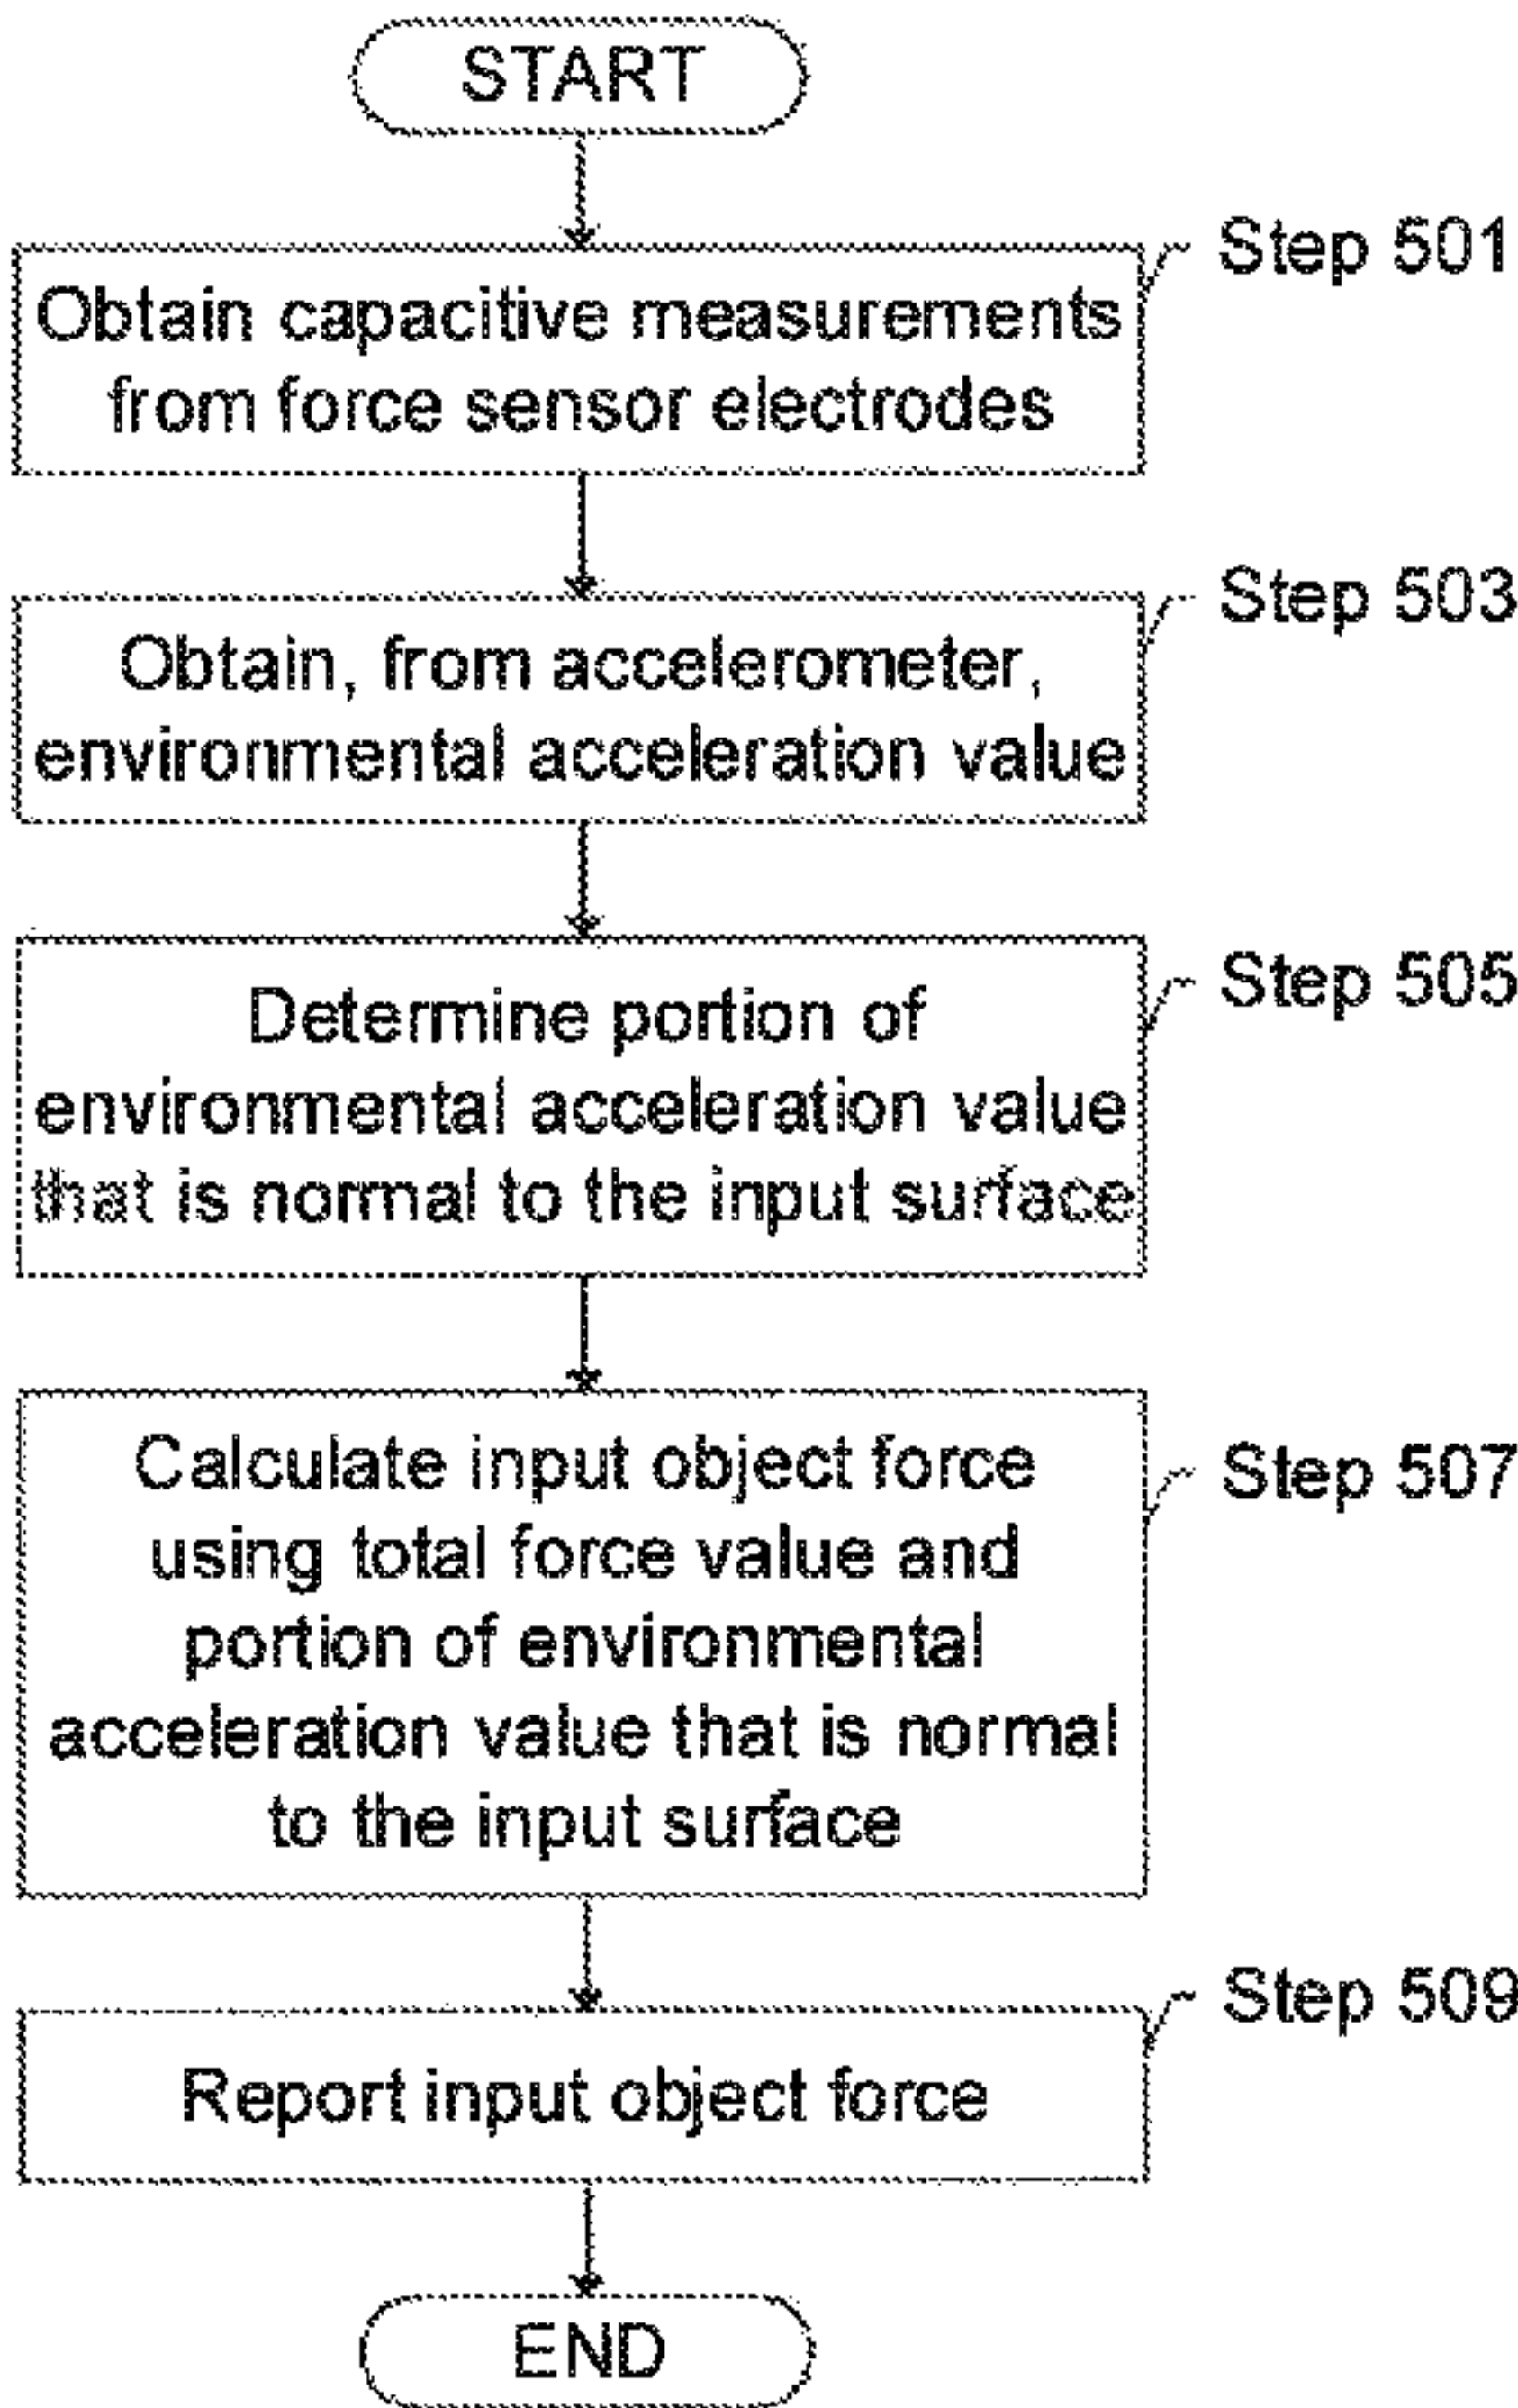 START
Step 501
Obtain capacitive measurements
from force sensor electrodes
Step 503
Obtain, from accelerometer,
environmental acceleration value
Step 505
Determine portion of
environmental acceleration value
that is normal to the input surface
Step 507
Calculate input object force
using total force value and
portion of environmental
acceleration value that is normal
to the input surface
Step 509
Report input object force
END